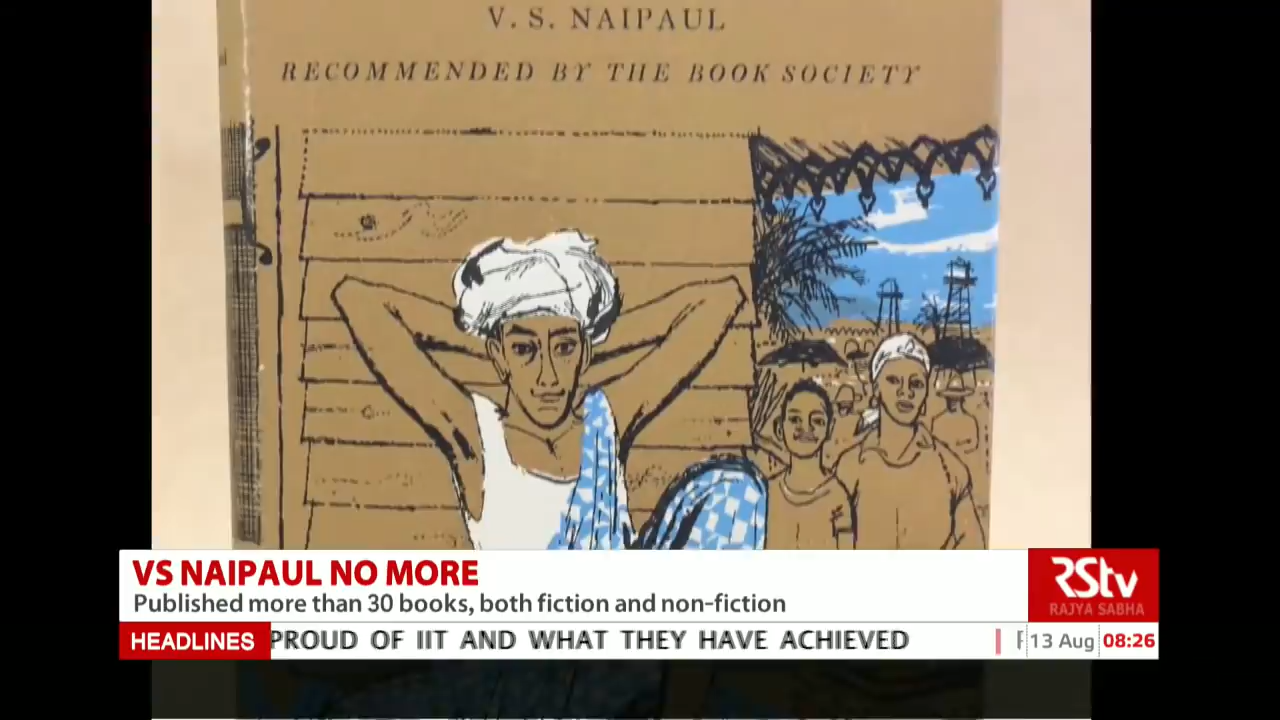 V. S. NAIPAUL
RECOMMENDED BY THE BOOK SOCIETY
VS NAIPAUL NO MORE
Published more than 30 books, both fiction and non-fiction
RStv
RAJYA SABHA
HEADLINES
PROUD OF IIT AND WHAT THEY HAVE ACHIEVED
13 Aug
08:26